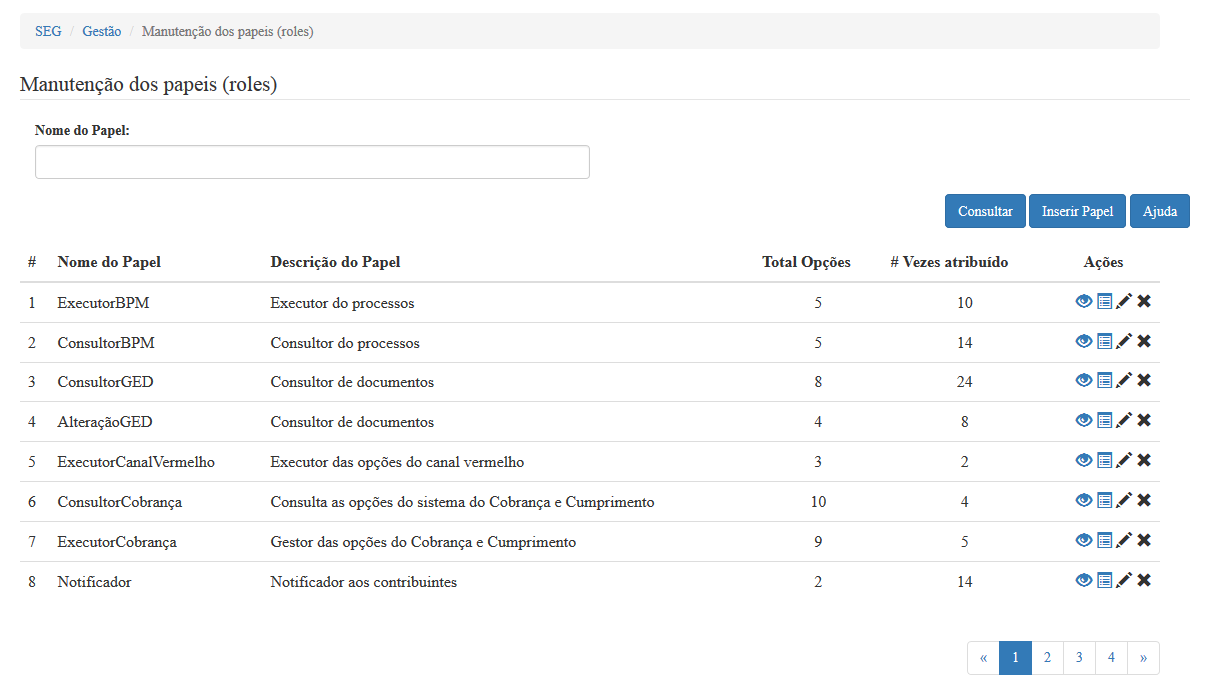 SEG / Gestão / Manutenção dos papeis (roles)
Manutenção dos papeis (roles)
Nome do Papel:
Consultar Inserir Papel Ajuda
# Nome do Papel Descrição do Papel Total Opções # Vezes atribuído Ações
1 ExecutorBPM Executor do processos 5 10
2 ConsultorBPM Consultor do processos 5 14
3 ConsultorGED Consultor de documentos 8 24
4 AlteraçãoGED Consultor de documentos 4 8
5 ExecutorCanalVermelho Executor das opções do canal vermelho 3 2
6 ConsultorCobrança Consulta as opções do sistema do Cobrança e Cumprimento 10 4
7 ExecutorCobrança Gestor das opções do Cobrança e Cumprimento 9 5
8 Notificador Notificador aos contribuintes 2 14
« 1 2 3 4 »